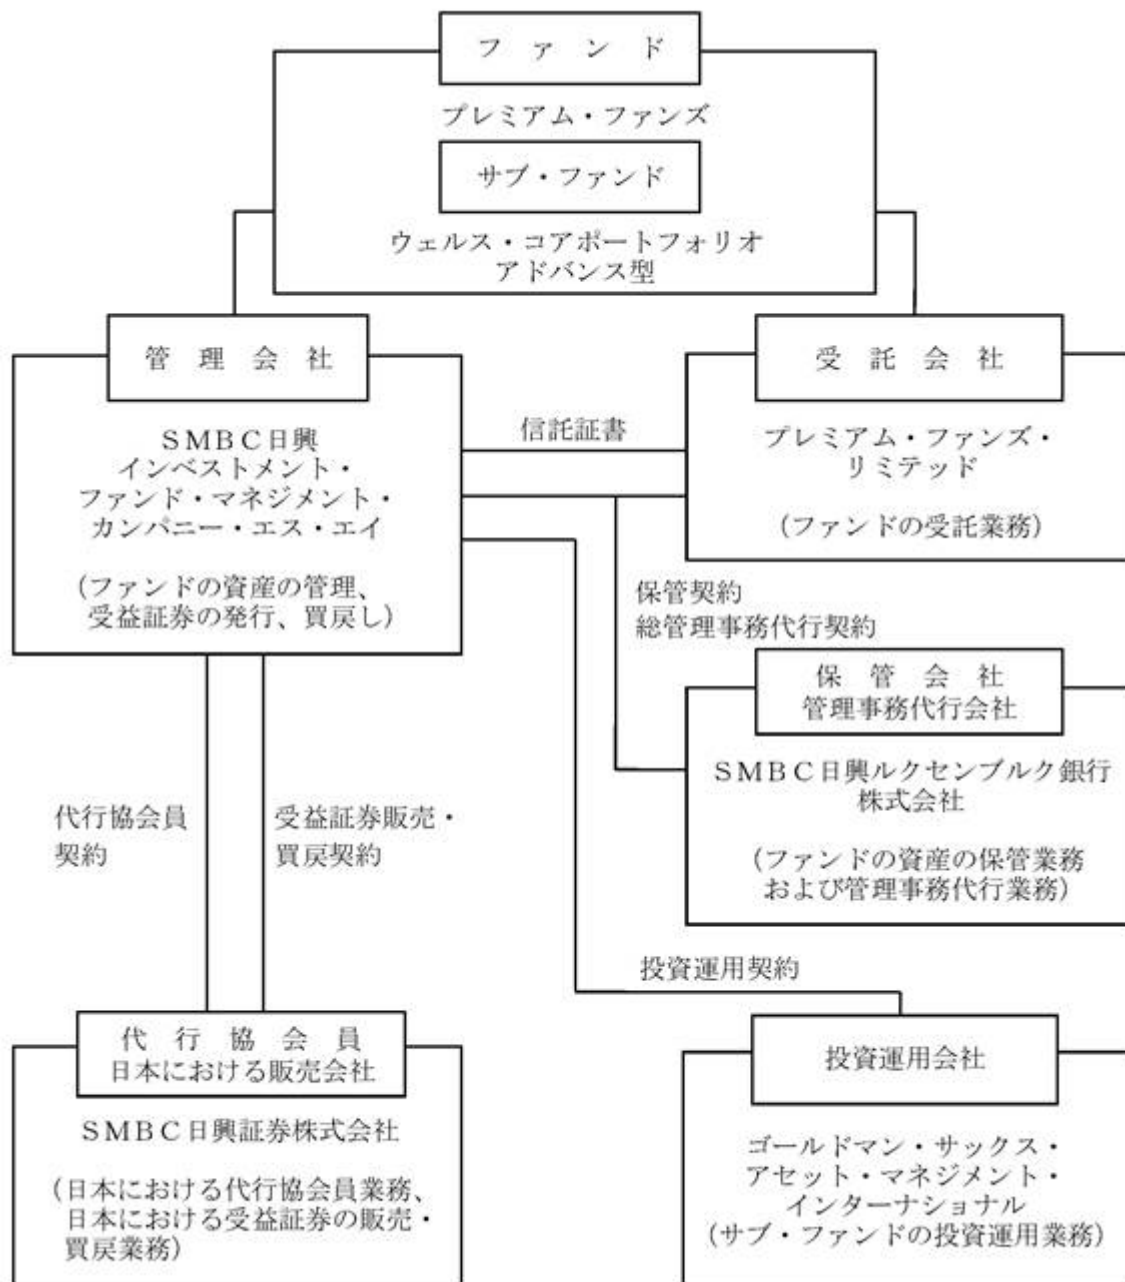 ファンド
プレミアム・ファンズ
サブ・ファンド
ウェルス・コアポートフォリオ
アドバンス型
管理会社
SMBC日興
インベストメント・
ファンド・マネジメント・
カンパニー・エス・エイ
(ファンドの資産の管理、
受益証券の発行、買戻し)
信託証書
受託会社
プレミアム・ファンズ・
リミテッド
(ファンドの受託業務)
保管契約
総管理事務代行契約
保管会社
管理事務代行会社
SMBC日興ルクセンブルク銀行
株式会社
(ファンドの資産の保管業務
および管理事務代行業務)
代行協会員
契約
受益証券販売・
買戻契約
投資運用契約
代行協会員
日本における販売会社
SMBC日興証券株式会社
(日本における代行協会員業務、
日本における受益証券の販売・
買戻業務)
投資運用会社
ゴールドマン・サックス・
アセット・マネジメント・
インターナショナル
(サブ・ファンドの投資運用業務)